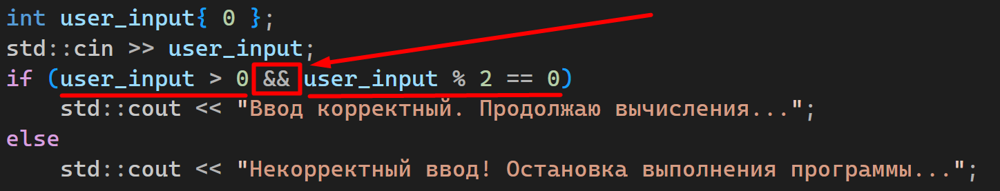 int user_input{ 0 };
std::cin >> user_input;
if (user_input > 0 && user_input % 2 == 0)
    std::cout << "Ввод корректный. Продолжаю вычисления...";
else
    std::cout << "Некорректный ввод! Остановка выполнения программы...";